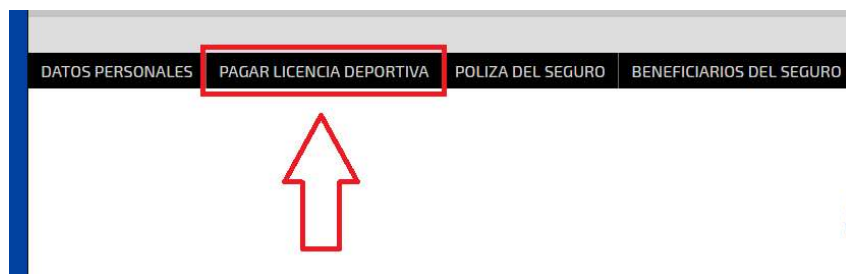 DATOS PERSONALES PAGAR LICENCIA DEPORTIVA POLIZA DEL SEGURO BENEFICIARIOS DEL SEGURO